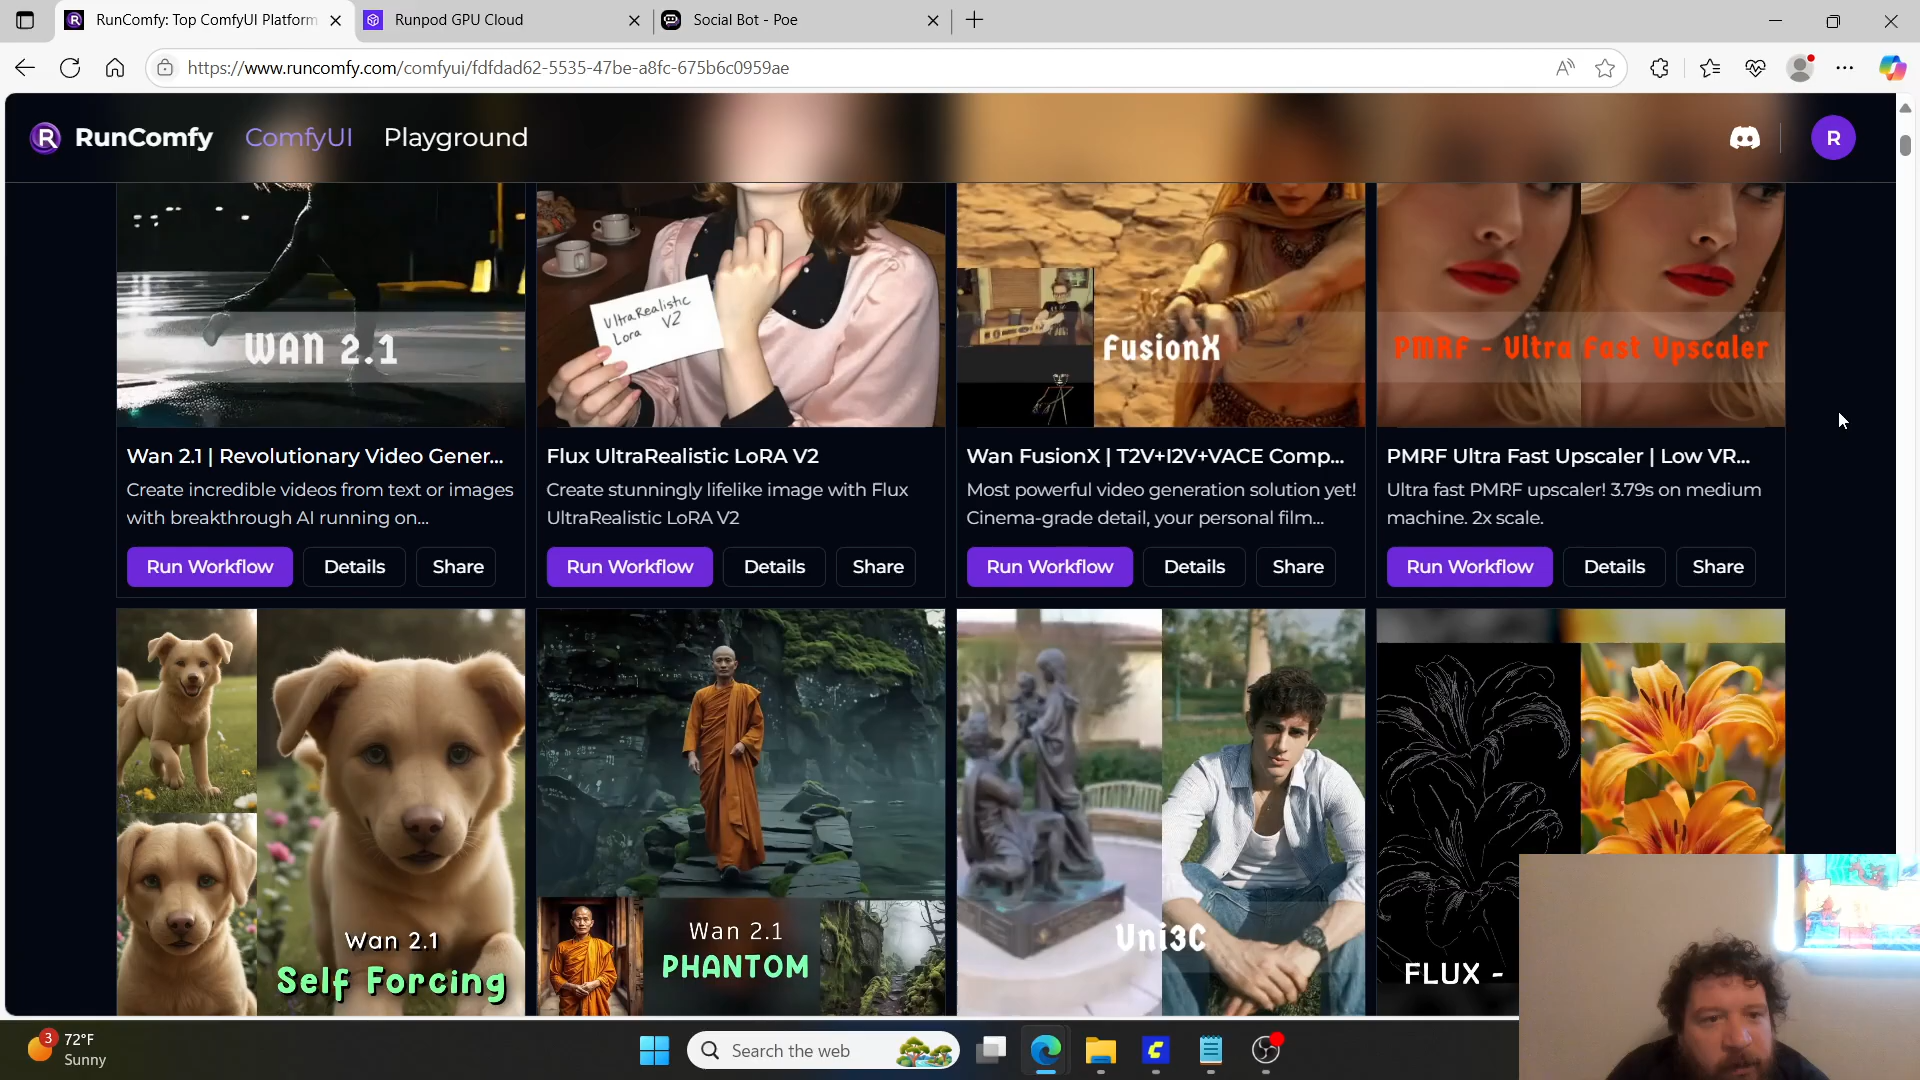 RunComfy: Top ComfyUI Platform
Runpod GPU Cloud
Social Bot - Poe
https://www.runcomfy.com/comfyui/fdfdad62-5535-47be-a8fc-675b6c0959ae
R RunComfy ComfyUI Playground R
WAN 2.1
UltraRealistic
Lora V2
FusionX
PMRF - Ultra Fast Upscaler
Wan 2.1 | Revolutionary Video Gener...
Create incredible videos from text or images
with breakthrough AI running on...
Run Workflow Details Share
Flux UltraRealistic LoRA V2
Create stunningly lifelike image with Flux
UltraRealistic LoRA V2
Run Workflow Details Share
Wan FusionX | T2V+I2V+VACE Comp...
Most powerful video generation solution yet!
Cinema-grade detail, your personal film...
Run Workflow Details Share
PMRF Ultra Fast Upscaler | Low VR...
Ultra fast PMRF upscaler! 3.79s on medium
machine. 2x scale.
Run Workflow Details Share
Wan 2.1
Self Forcing
Wan 2.1
PHANTOM
Uni3C
FLUX -
3
72°F
Sunny
Search the web